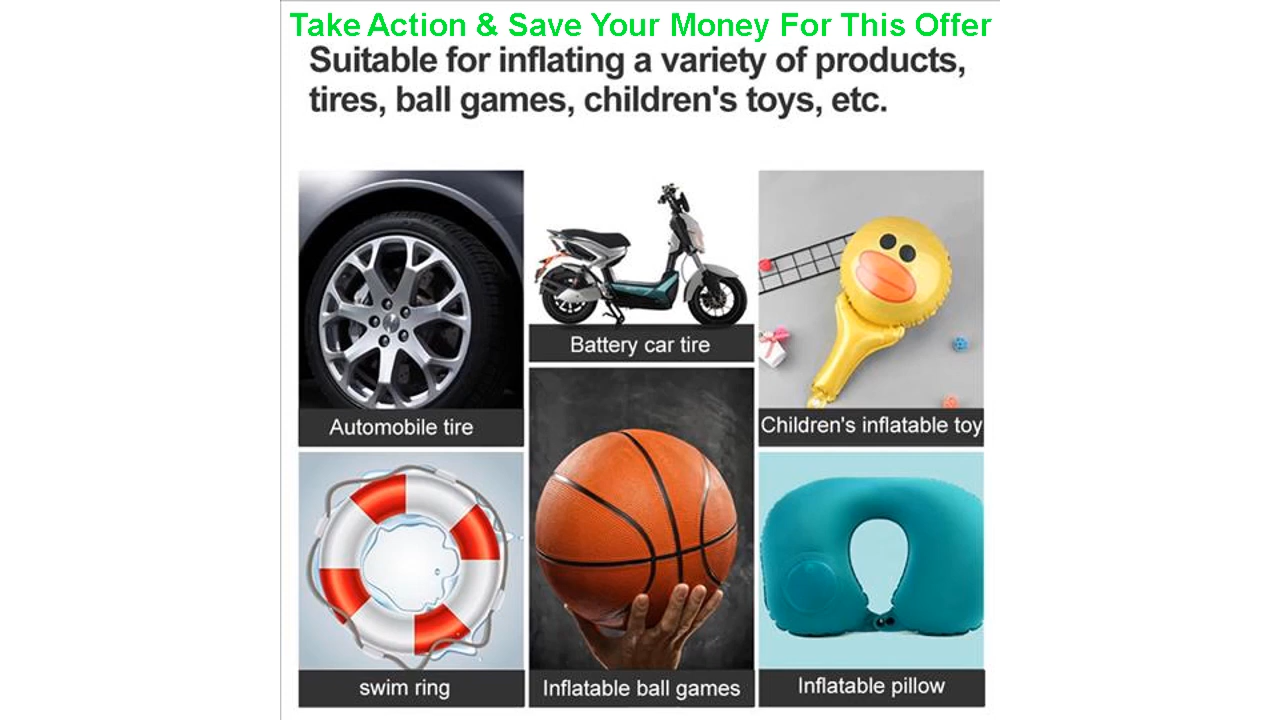 Take Action & Save Your Money For This Offer
Suitable for inflating a variety of products,
tires, ball games, children's toys, etc.
Battery car tire
Automobile tire
Children's inflatable toy
swim ring
Inflatable ball games
Inflatable pillow